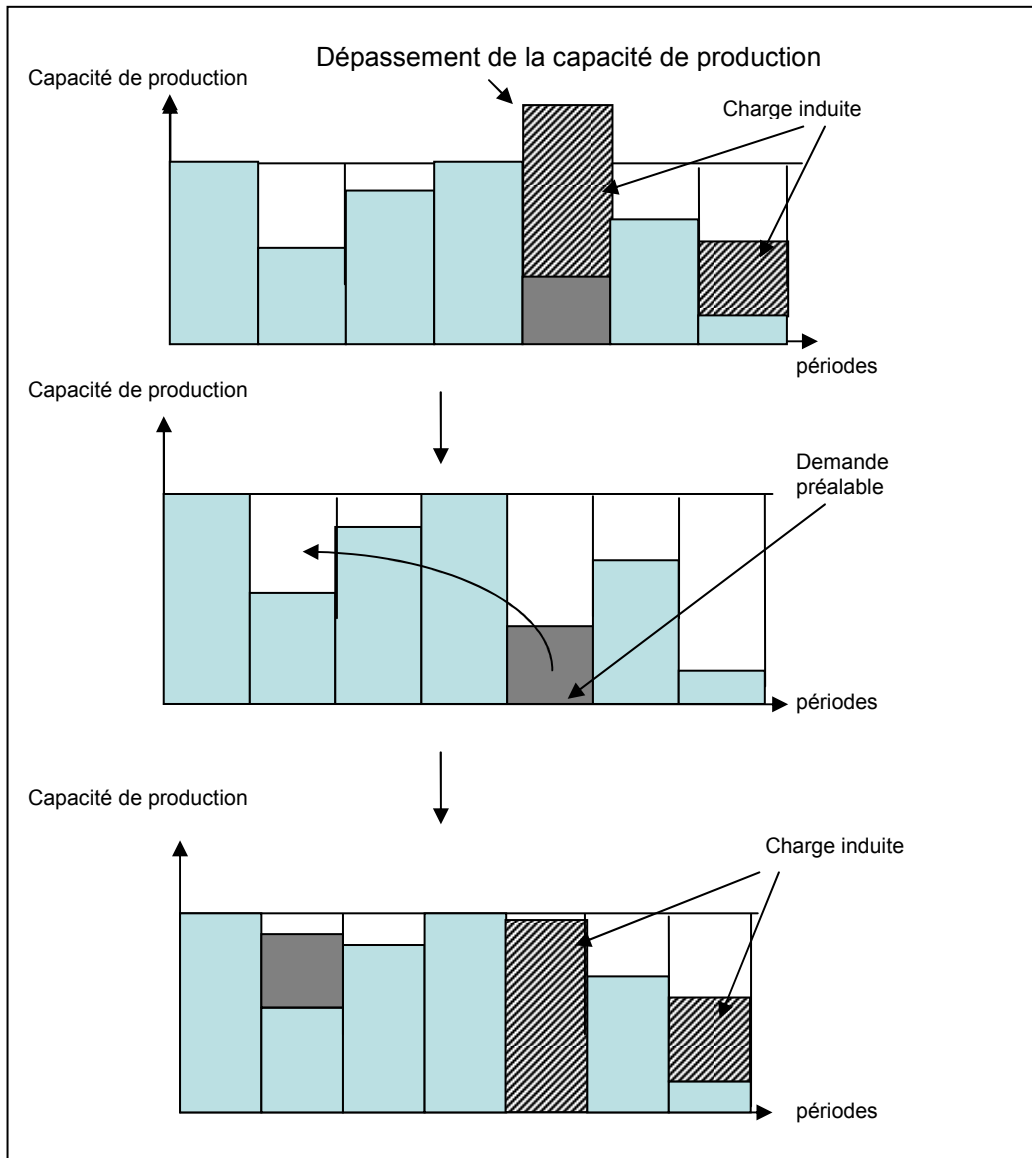 Dépassement de la capacité de production
Capacité de production
Charge induite
périodes
Capacité de production
Demande
préalable
périodes
Capacité de production
Charge induite
périodes